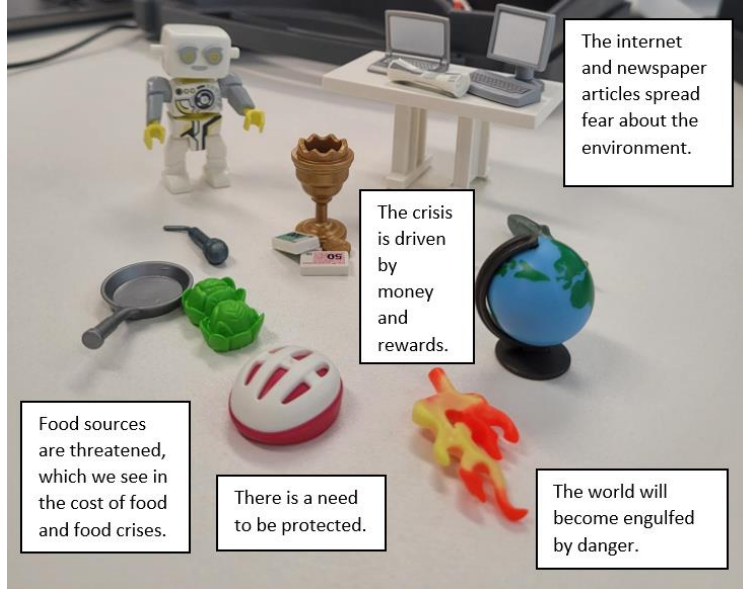 The internet
and newspaper
articles spread
fear about the
environment.
The crisis
is driven
by
money
and
rewards.
50
Food sources
are threatened,
which we see in
the cost of food
and food crises.
There is a need
to be protected.
The world will
become engulfed
by danger.